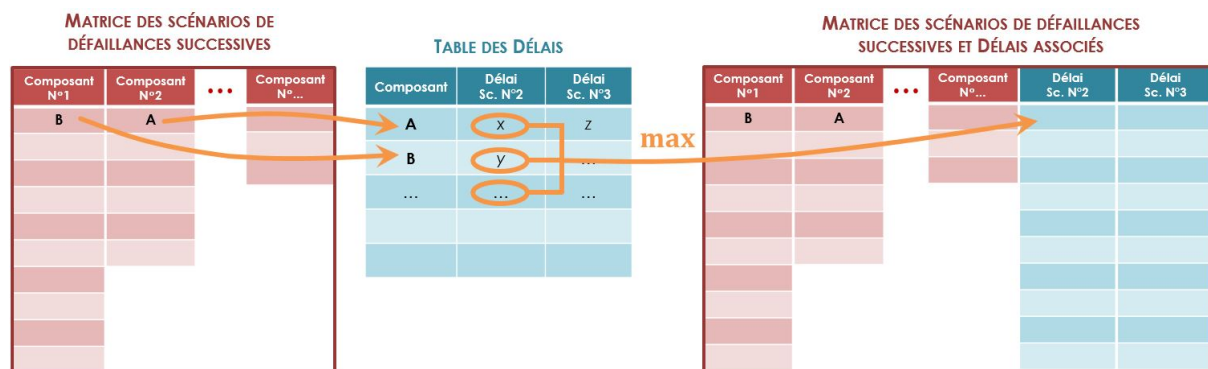 MATRICE DES SCÉNARIOS DE
DÉFAILLANCES SUCCESSIVES
Composant
N°1
Composant
N°2
...
Composant
N°...
B
A
TABLE DES DÉLAIS
Composant
Délai
Sc. N°2
Délai
Sc. N°3
A
x
z
B
y
...
...
...
...
max
MATRICE DES SCÉNARIOS DE DÉFAILLANCES
SUCCESSIVES ET DÉLAIS ASSOCIÉS
Composant
N°1
Composant
N°2
...
Composant
N°...
Délai
Sc. N°2
Délai
Sc. N°3
B
A